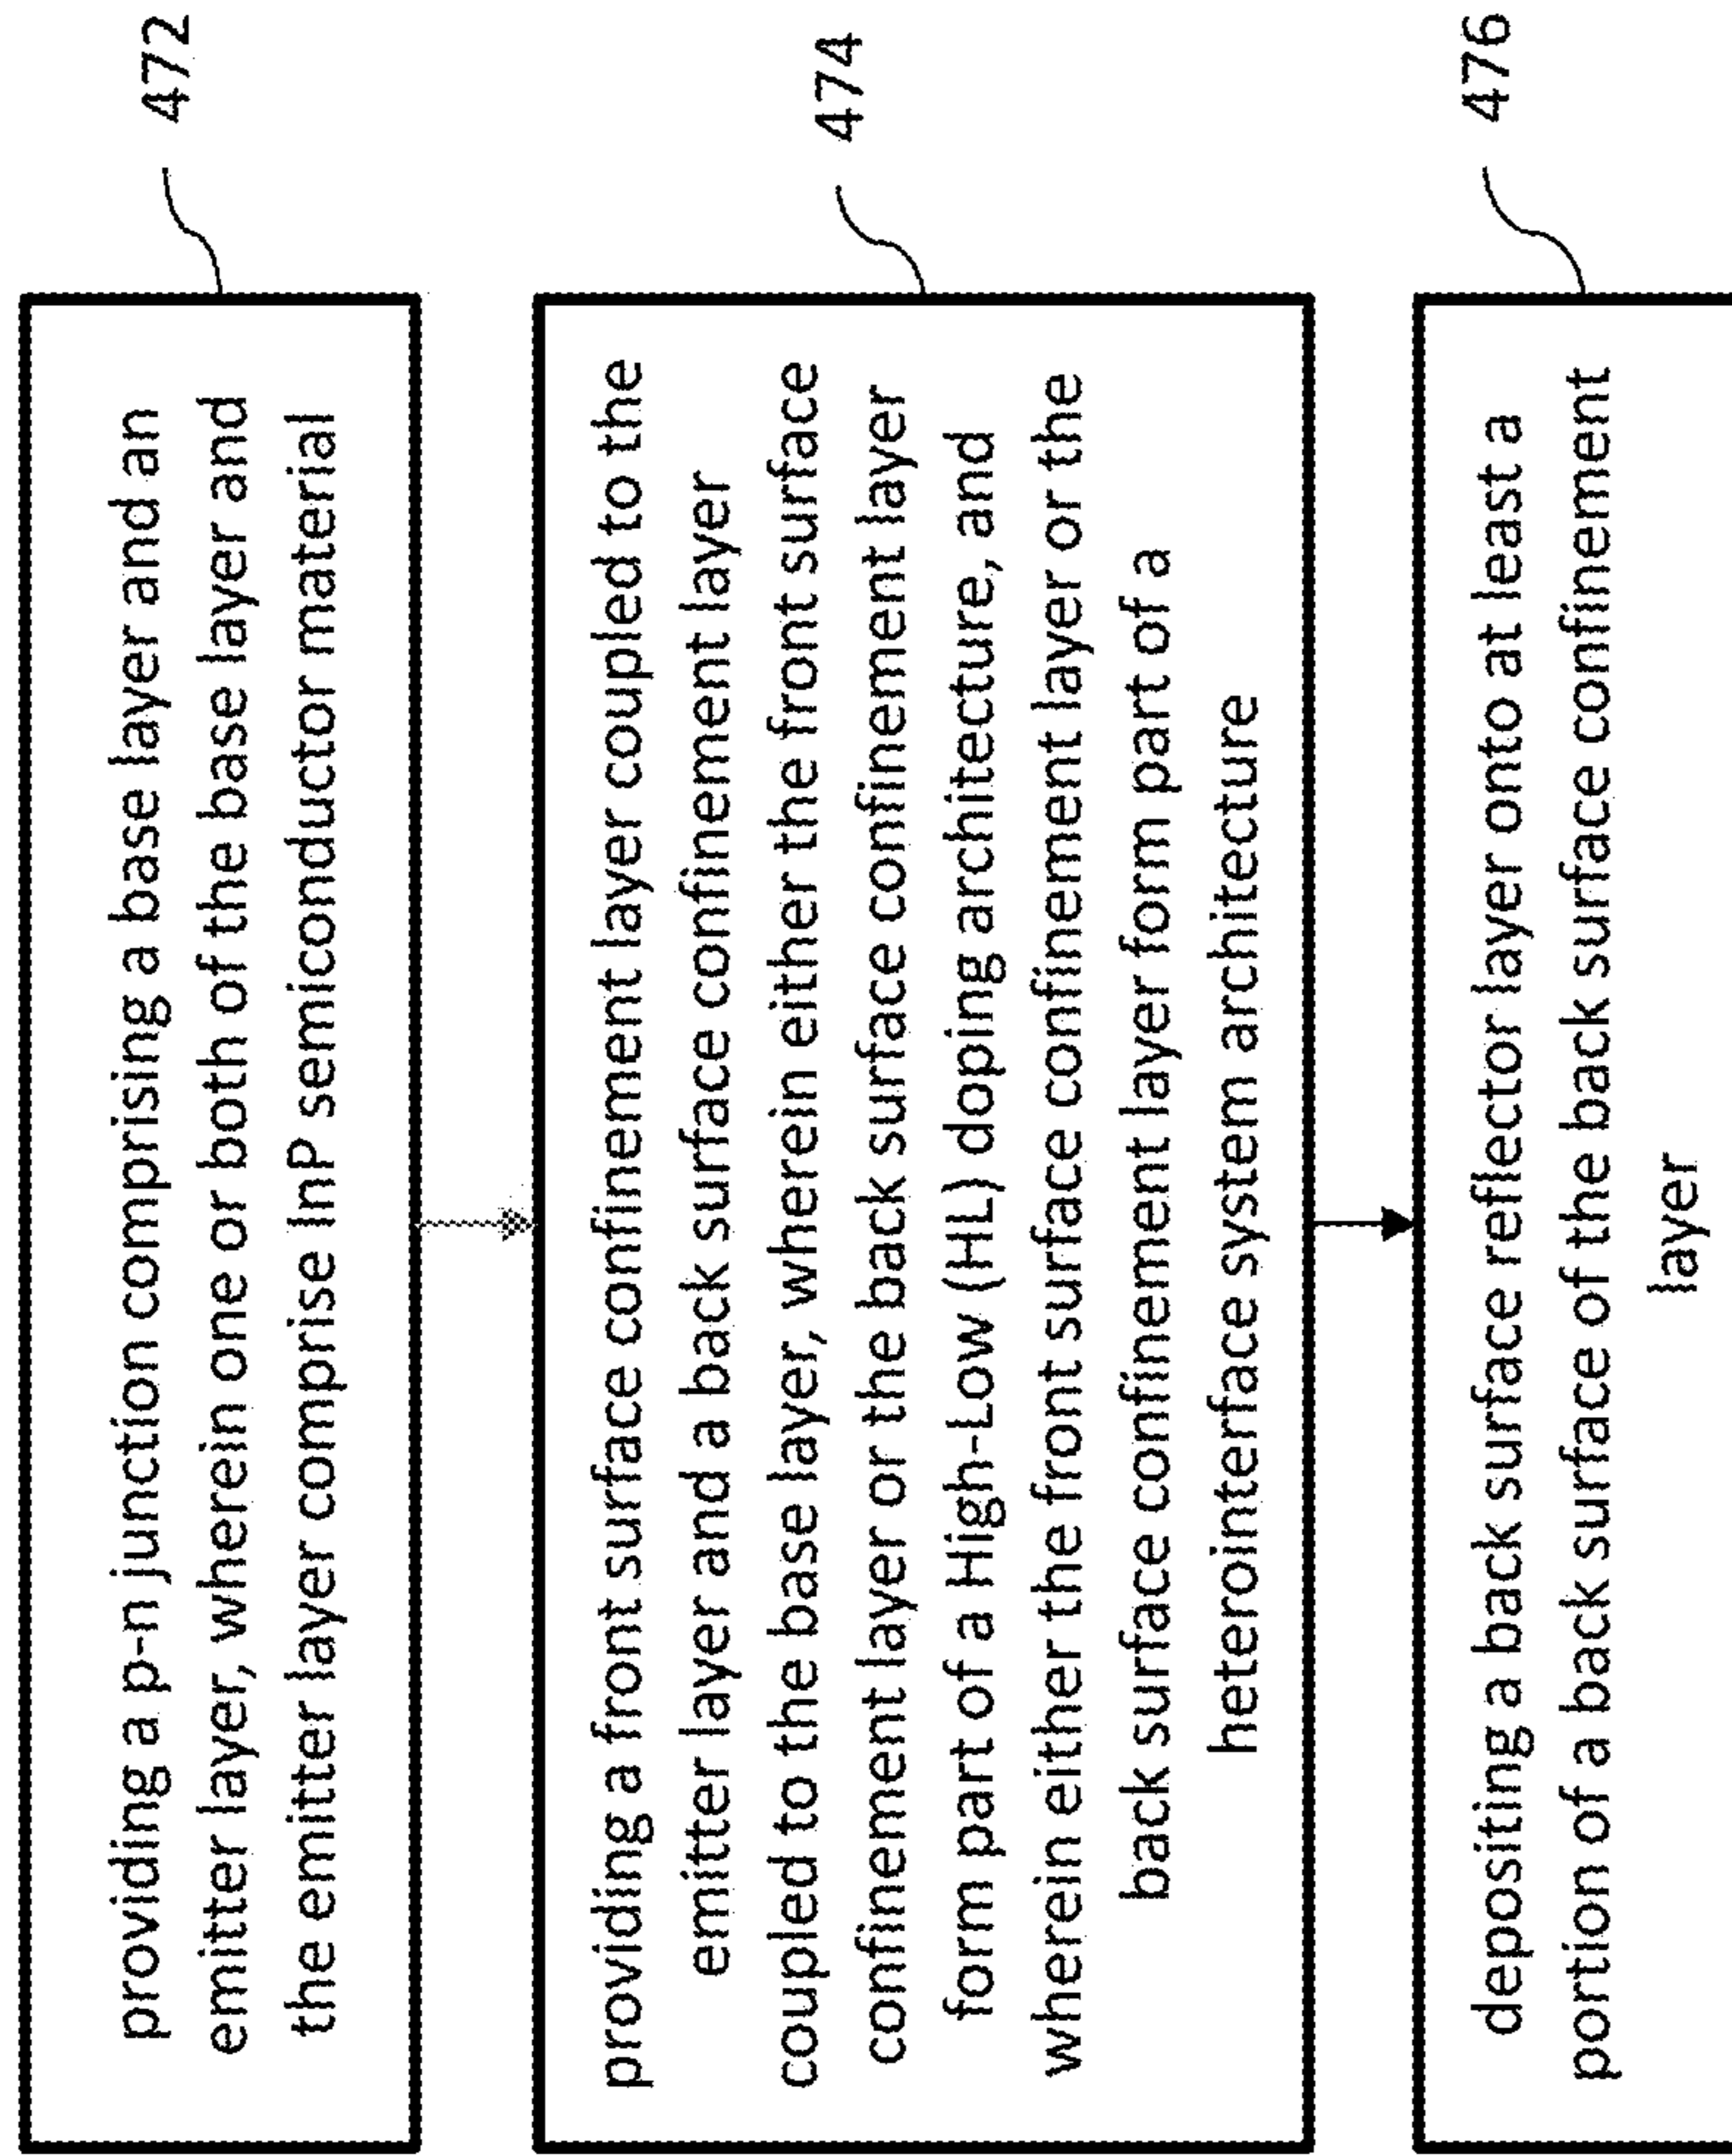 providing a p-n junction comprising a base layer and an
emitter layer, wherein one or both of the base layer and
the emitter layer comprise InP semiconductor material
472
providing a front surface confinement layer coupled to the
emitter layer and a back surface confinement layer
coupled to the base layer, wherein either the front surface
confinement layer or the back surface confinement layer
form part of a High-Low (HL) doping architecture, and
wherein either the front surface confinement layer or the
back surface confinement layer form part of a
heterointerface system architecture
474
depositing a back surface reflector layer onto at least a
portion of a back surface of the back surface confinement
layer
476